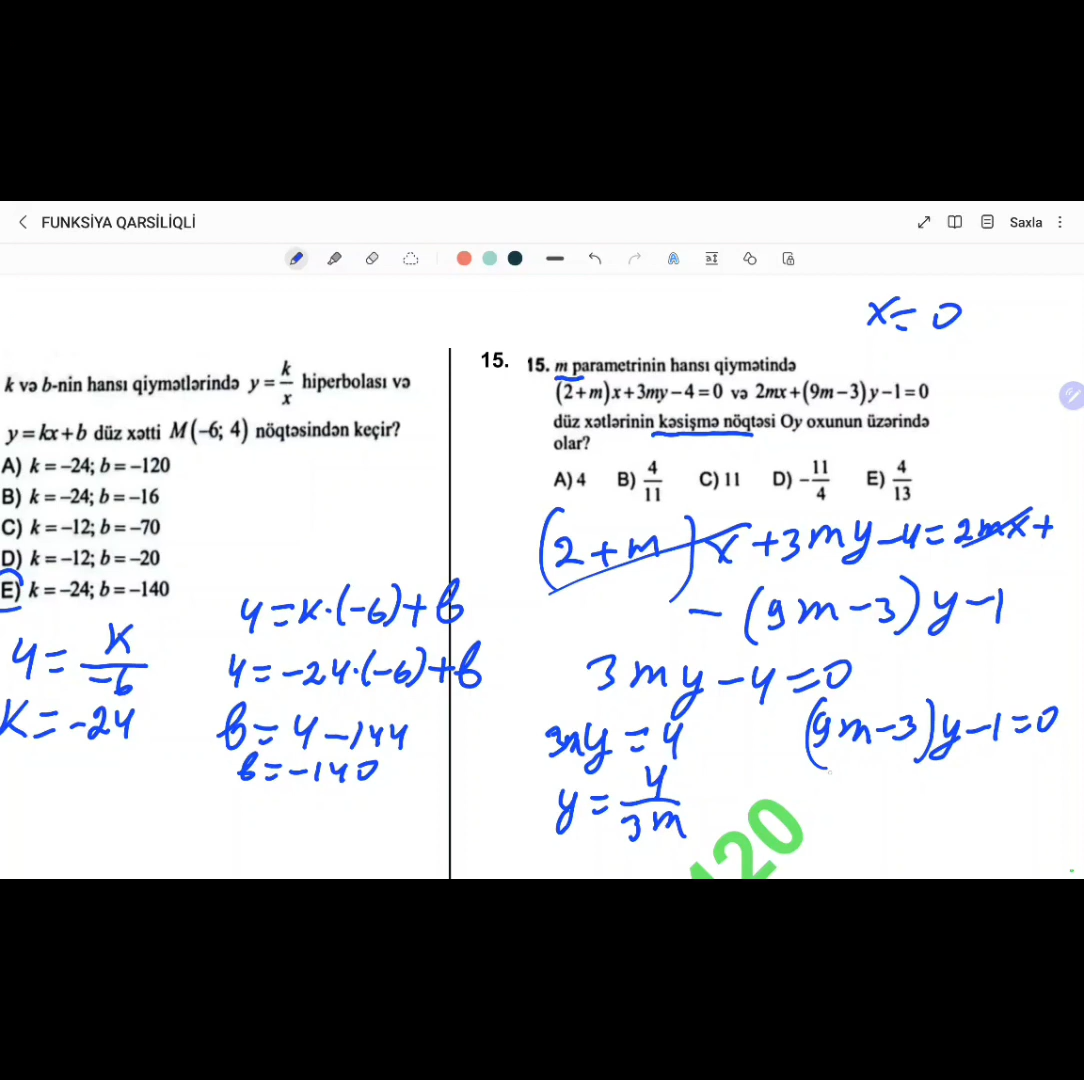 FUNKSİYA QARSİLİQLİ
Saxla
x = 0
k və b-nin hansı qiymətlərində y = k/x hiperbolası və
y = kx + b düz xətti M(−6; 4) nöqtəsindən keçir?
A) k = −24; b = −120
B) k = −24; b = −16
C) k = −12; b = −70
D) k = −12; b = −20
E) k = −24; b = −140
4 = k/−6
K = −24
4 = k·(−6) + b
4 = −24·(−6) + b
b = 4 − 144
b = −140
15. 15. m parametrinin hansı qiymətində
(2+m)x + 3my − 4 = 0 və 2mx + (9m − 3)y − 1 = 0
düz xətlərinin kəsişmə nöqtəsi Oy oxunun üzərində
olar?
A) 4 B) 4/11 C) 11 D) −11/4 E) 4/13
(2 + m)x + 3my − 4 = 2mx +
− (9m − 3)y − 1
3my − 4 = 0
3my = 4
y = 4/3m
(9m − 3)y − 1 = 0
120